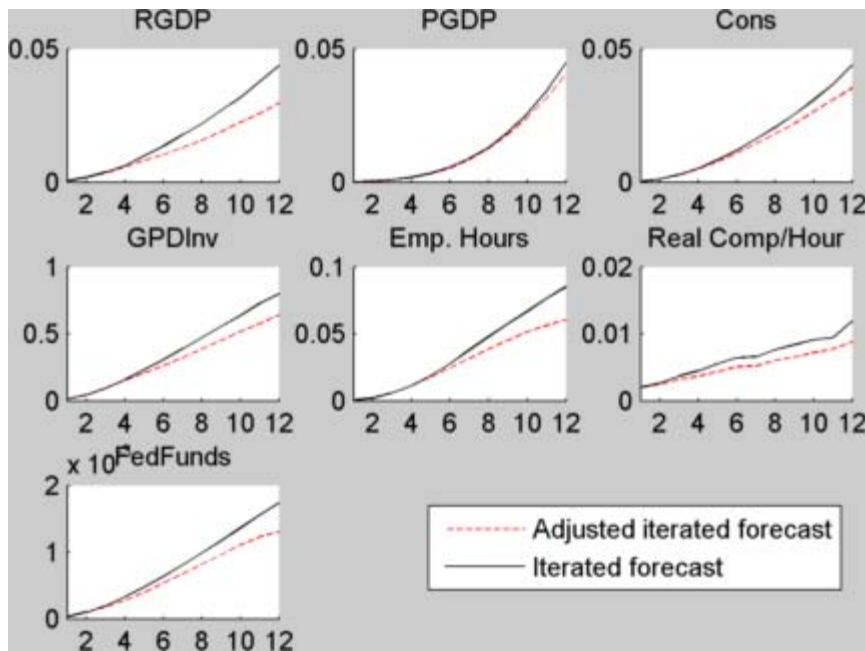 RGDP PGDP Cons
0.05 0.05 0.05
0 0 0
2 4 6 8 10 12 2 4 6 8 10 12 2 4 6 8 10 12
GPDInv Emp. Hours Real Comp/Hour
1 0.1 0.02
0.5 0.05 0.01
0 0 0
2 4 6 8 10 12 2 4 6 8 10 12 2 4 6 8 10 12
x 10 FedFunds
2
1
0
2 4 6 8 10 12
Adjusted iterated forecast
Iterated forecast